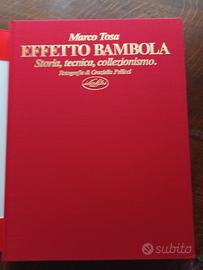 Marco Tosa
EFFETTO BAMBOLA
Storia, tecnica, collezionismo.
Fotografie di Graziella Pellicci
subito